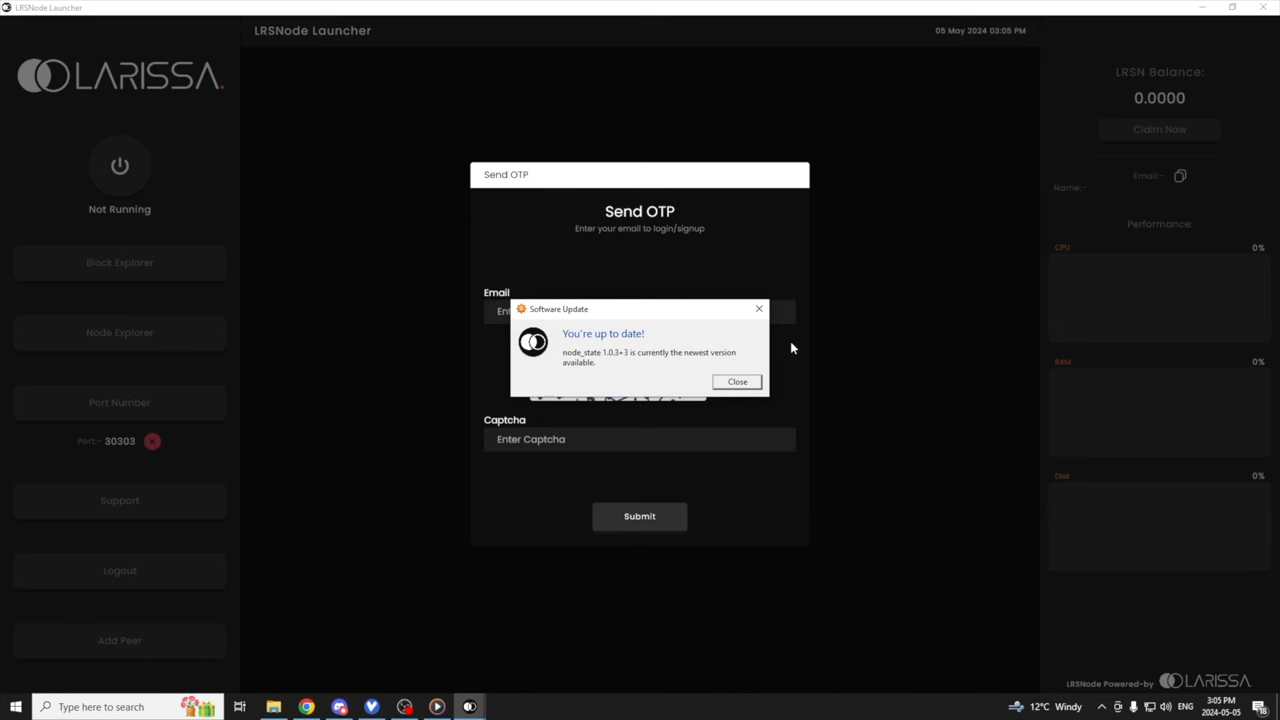 LRSNode Launcher
LRSNode Launcher
05 May 2024 03:05 PM
LARISSA.
Not Running
Block Explorer
Node Explorer
Port Number
Port:- 30303
Support
Logout
Add Peer
Send OTP
Send OTP
Enter your email to login/signup
Email
Ent
Software Update
You're up to date!
node_state 1.0.3+3 is currently the newest version
available.
Close
Captcha
Enter Captcha
Submit
LRSN Balance:
0.0000
Claim Now
Email:-
Name:-
Performance:
CPU 0%
RAM 0%
Disk 0%
LRSNode Powered-by LARISSA.
Type here to search
12°C Windy
ENG
3:05 PM
2024-05-05
18